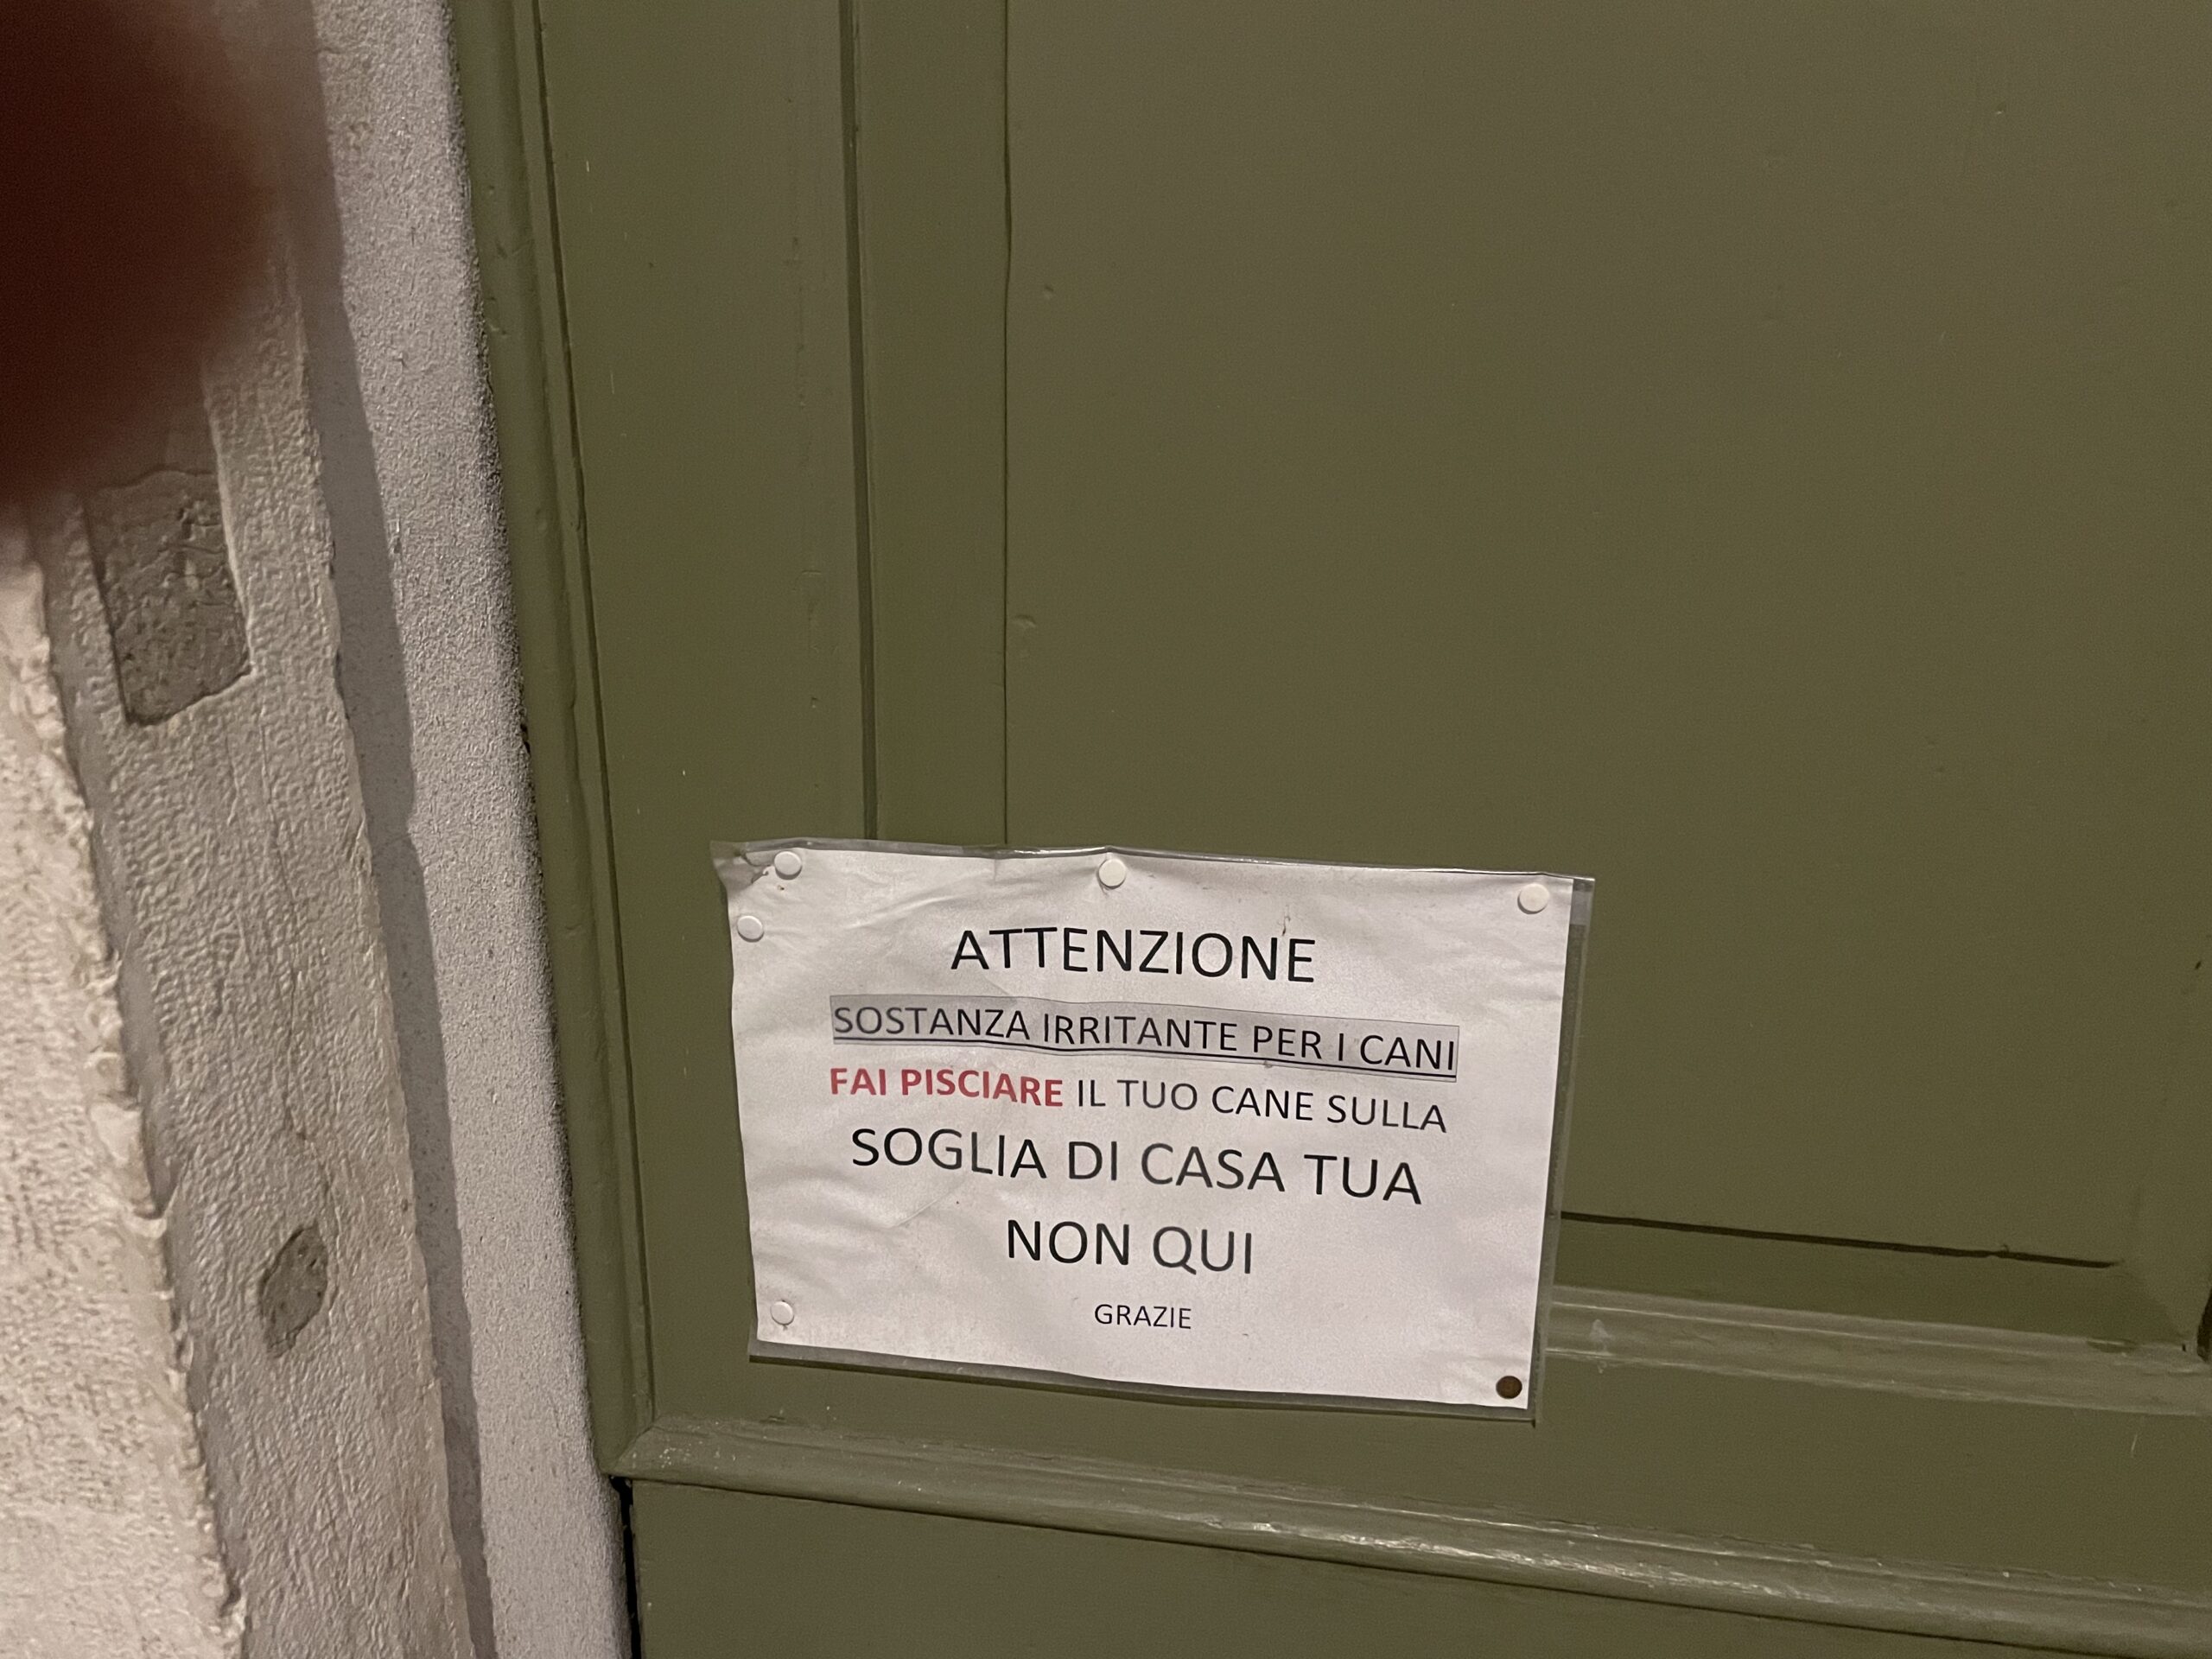 ATTENZIONE
SOSTANZA IRRITANTE PER I CANI
FAI PISCIARE IL TUO CANE SULLA
SOGLIA DI CASA TUA
NON QUI
GRAZIE